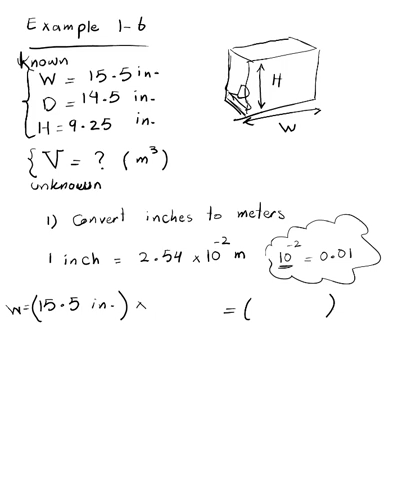 Example 1-6
Known
W = 15.5 in.
D = 14.5 in.
H = 9.25 in.
V = ? (m³)
unknown
H
D
W
1) Convert inches to meters
1 inch = 2.54 × 10⁻² m
10⁻² = 0.01
W = (15.5 in.) × = ( )